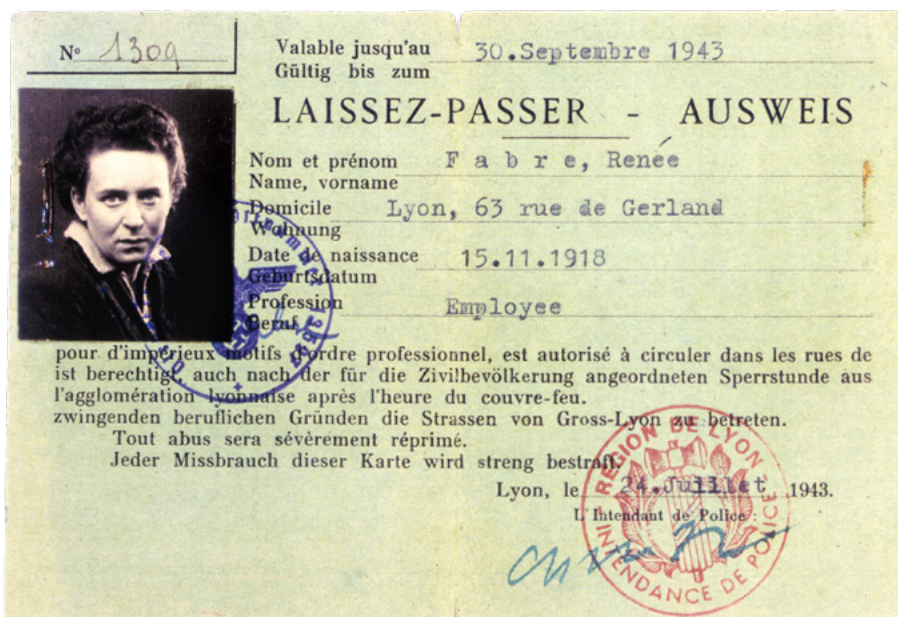 N° 1309
Valable jusqu'au 30.Septembre 1943
Gültig bis zum
LAISSEZ-PASSER - AUSWEIS
Nom et prénom Fabre, Renée
Name, vorname
Domicile Lyon, 63 rue de Gerland
Wohnung
Date de naissance 15.11.1918
Geburtsdatum
Profession Employee
Beruf
pour d'impérieux motifs d'ordre professionnel, est autorisé à circuler dans les rues de
ist berechtigt, auch nach der für die Zivilbevölkerung angeordneten Sperrstunde aus
l'agglomération lyonnaise après l'heure du couvre-feu.
zwingenden beruflichen Gründen die Strassen von Gross-Lyon zu betreten.
Tout abus sera sévèrement réprimé.
Jeder Missbrauch dieser Karte wird streng bestraft.
Lyon, le 24.Juillet 1943.
L'Intendant de Police :
RÉGION DE LYON
INTENDANCE DE POLICE